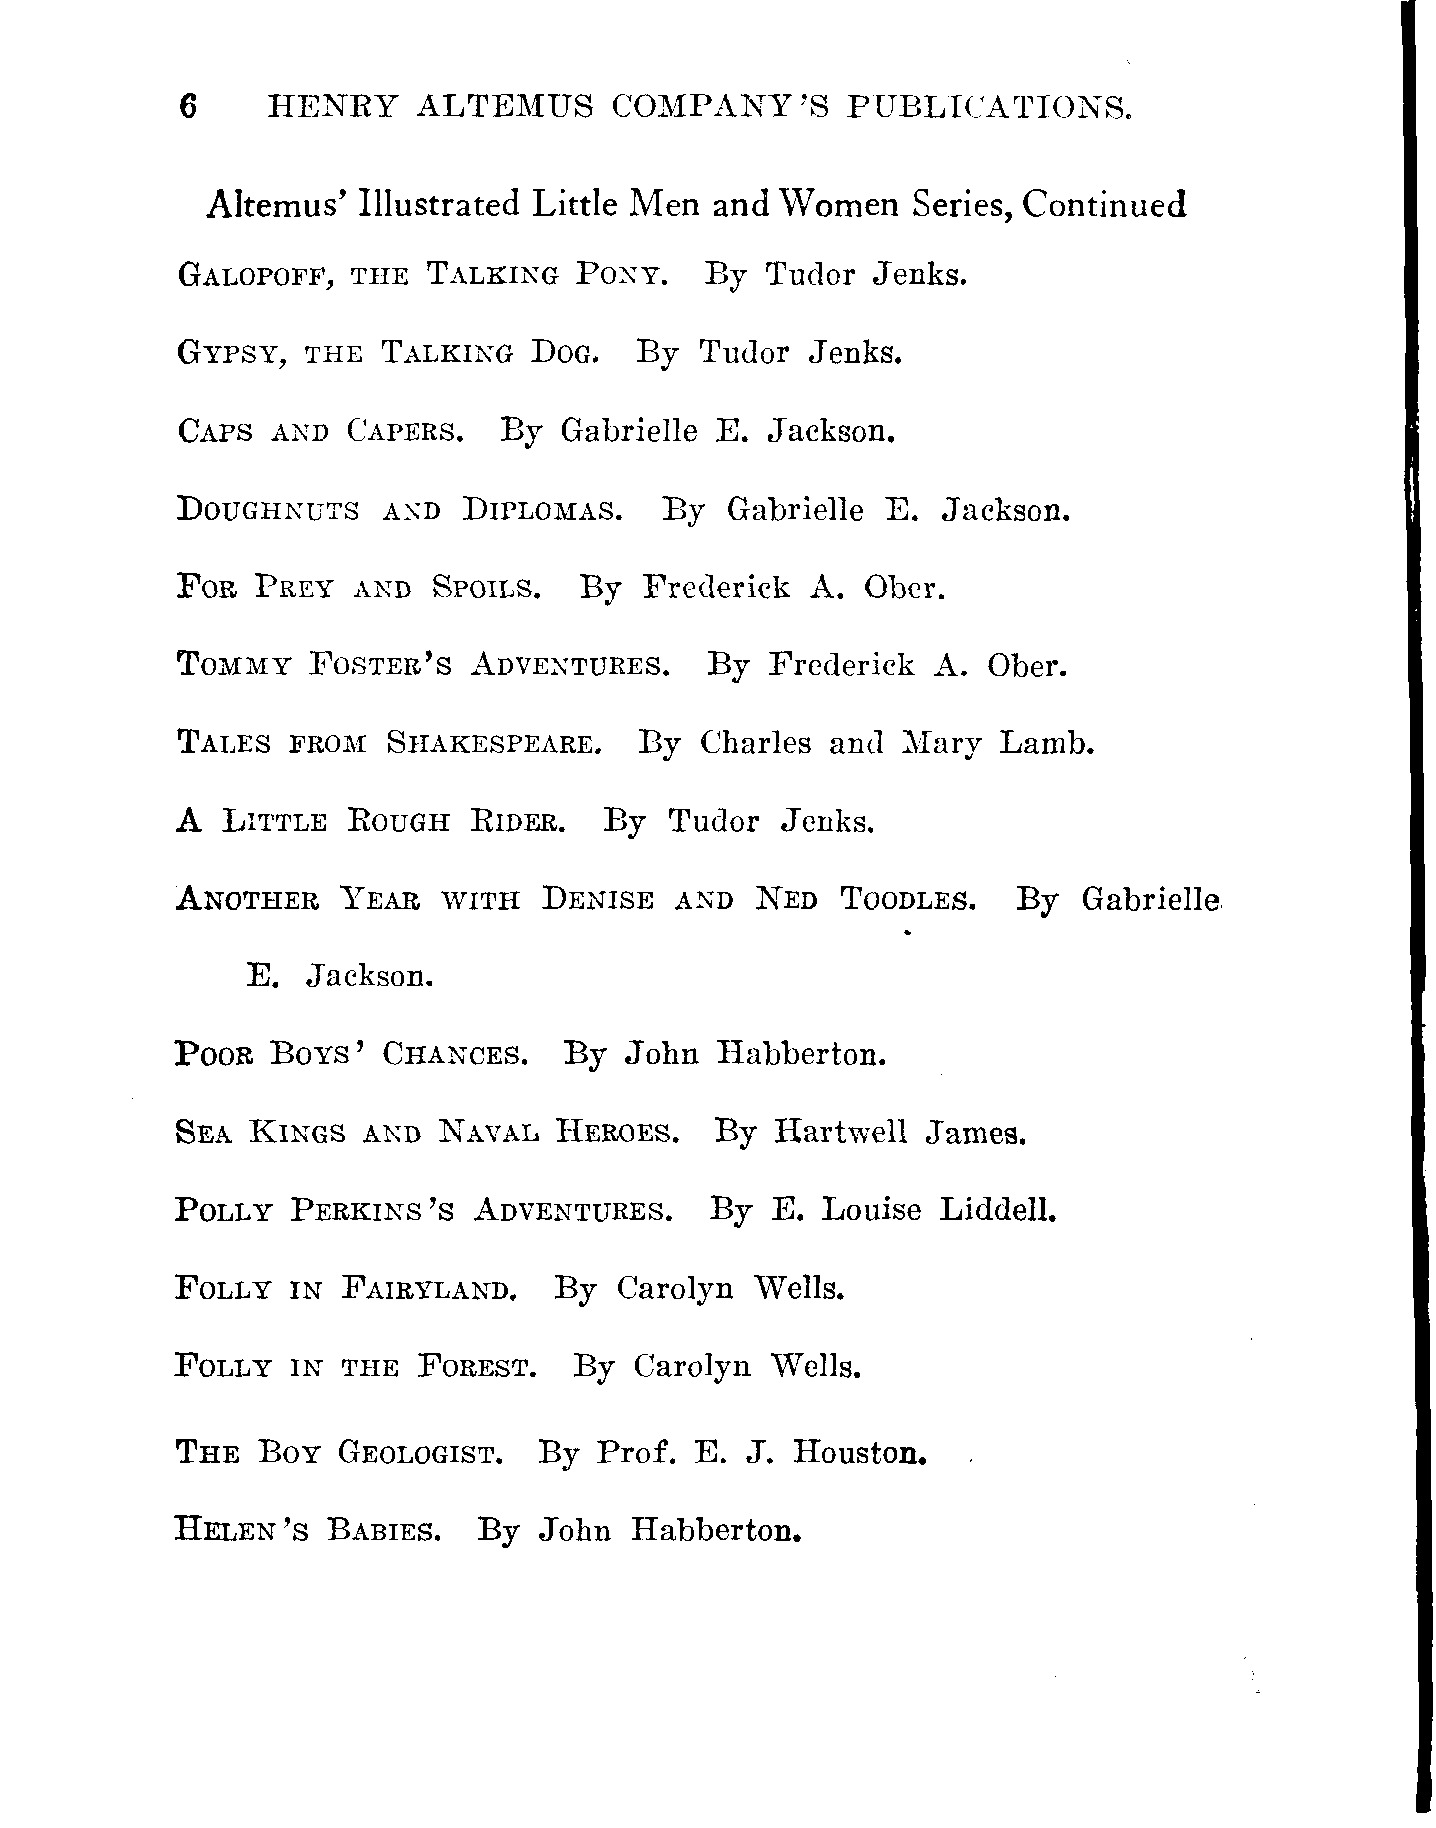 6 HENRY ALTEMUS COMPANY'S PUBLICATIONS.
Altemus' Illustrated Little Men and Women Series, Continued
GALOPOFF, THE TALKING PONY. By Tudor Jenks.
GYPSY, THE TALKING DOG. By Tudor Jenks.
CAPS AND CAPERS. By Gabrielle E. Jackson.
DOUGHNUTS AND DIPLOMAS. By Gabrielle E. Jackson.
FOR PREY AND SPOILS. By Frederick A. Ober.
TOMMY FOSTER'S ADVENTURES. By Frederick A. Ober.
TALES FROM SHAKESPEARE. By Charles and Mary Lamb.
A LITTLE ROUGH RIDER. By Tudor Jenks.
ANOTHER YEAR WITH DENISE AND NED TOODLES. By Gabrielle
E. Jackson.
POOR BOYS' CHANCES. By John Habberton.
SEA KINGS AND NAVAL HEROES. By Hartwell James.
POLLY PERKINS'S ADVENTURES. By E. Louise Liddell.
FOLLY IN FAIRYLAND. By Carolyn Wells.
FOLLY IN THE FOREST. By Carolyn Wells.
THE BOY GEOLOGIST. By Prof. E. J. Houston.
HELEN'S BABIES. By John Habberton.